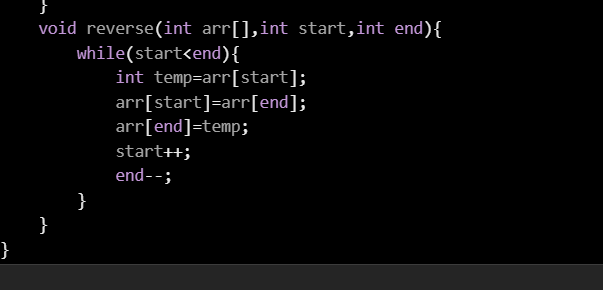 }
void reverse(int arr[],int start,int end){
while(start<end){
int temp=arr[start];
arr[start]=arr[end];
arr[end]=temp;
start++;
end--;
}
}
}